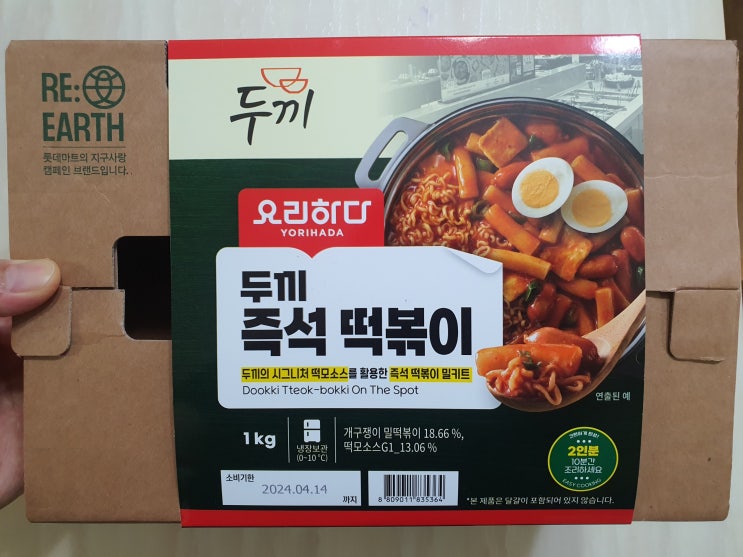 RE:
EARTH
롯데마트의 지구사랑
캠페인 브랜드입니다.
두끼
요리하다
YORIHADA
두끼
즉석 떡볶이
두끼의 시그니처 떡모소스를 활용한 즉석 떡볶이 밀키트
Dookki Tteok-bokki On The Spot
연출된 예
1kg
냉장보관
(0~10℃)
개구쟁이 밀떡볶이 18.66 %,
떡모소스G1_13.06 %
간편하게 한끼!
2인분
10분간
조리하세요
EASY COOKING
소비기한
2024.04.14
까지
8 809011 835364
*본 제품은 달걀이 포함되어 있지 않습니다.